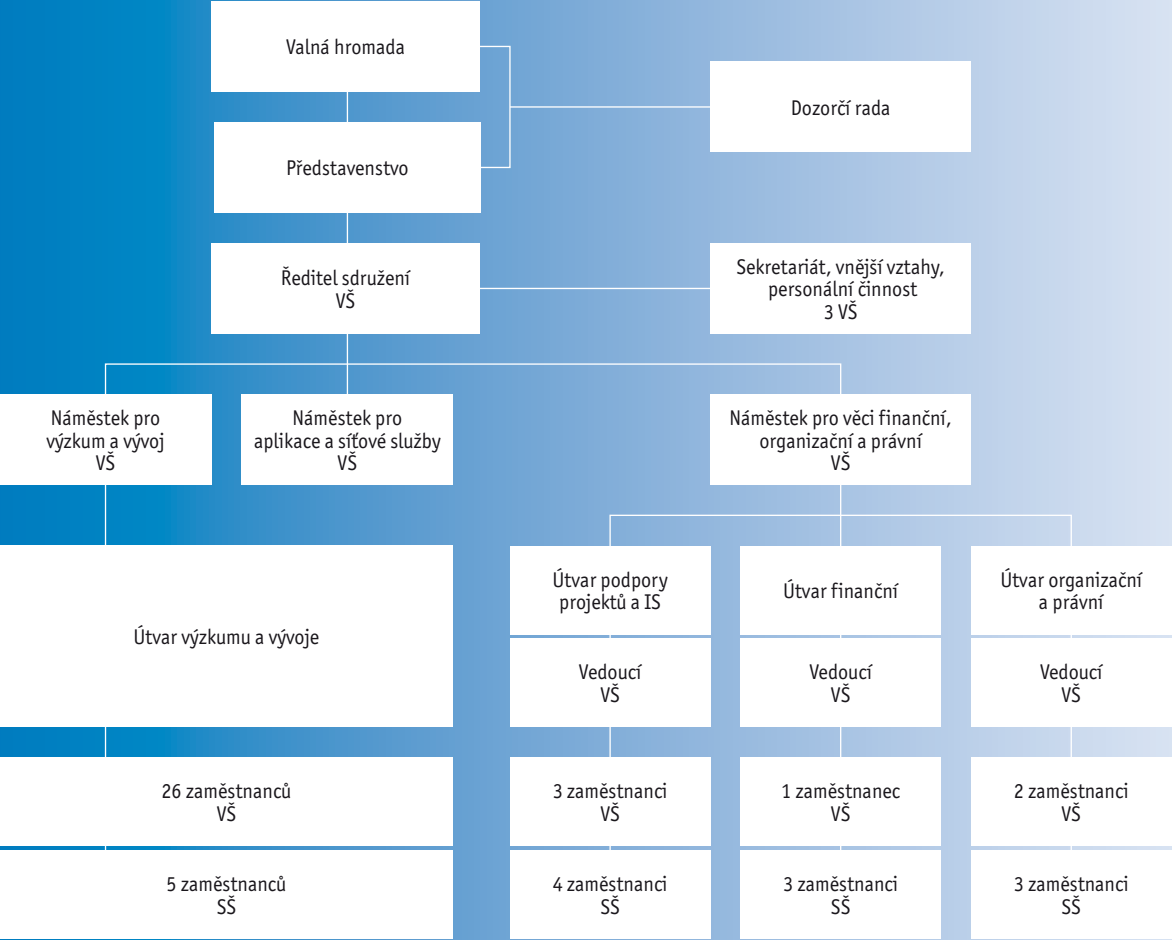 Valná hromada
Dozorčí rada
Představenstvo
Ředitel sdružení
VŠ
Sekretariát, vnější vztahy,
personální činnost
3 VŠ
Náměstek pro
výzkum a vývoj
VŠ
Náměstek pro
aplikace a síťové služby
VŠ
Náměstek pro věci finanční,
organizační a právní
VŠ
Útvar výzkumu a vývoje
Útvar podpory
projektů a IS
Útvar finanční
Útvar organizační
a právní
Vedoucí
VŠ
Vedoucí
VŠ
Vedoucí
VŠ
26 zaměstnanců
VŠ
3 zaměstnanci
VŠ
1 zaměstnanec
VŠ
2 zaměstnanci
VŠ
5 zaměstnanců
SŠ
4 zaměstnanci
SŠ
3 zaměstnanci
SŠ
3 zaměstnanci
SŠ